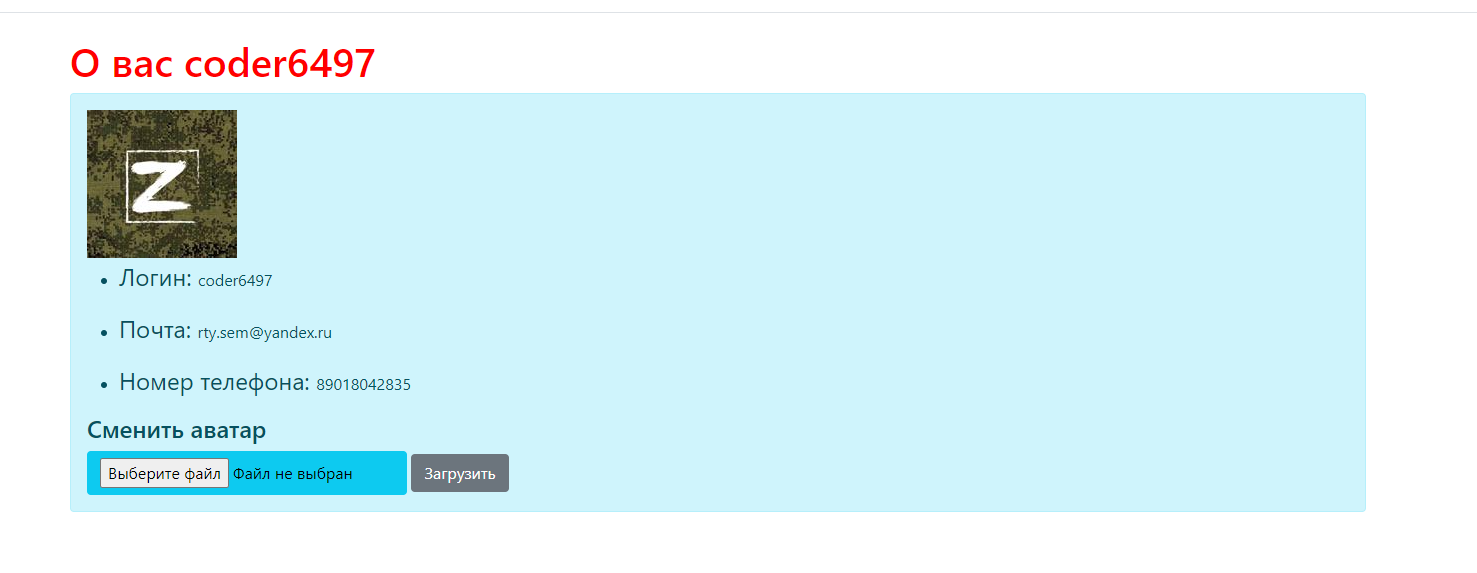 О вас coder6497
Z
Логин: coder6497
Почта: rty.sem@yandex.ru
Номер телефона: 89018042835
Сменить аватар
Выберите файл Файл не выбран Загрузить